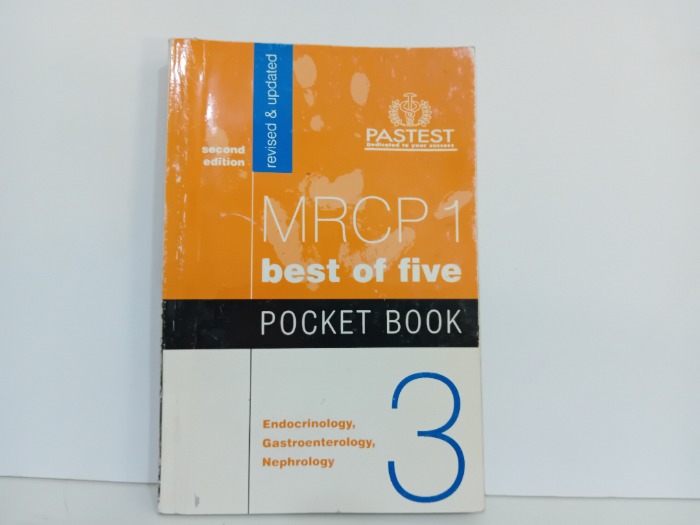 revised & updated
second
edition
PASTEST
Dedicated to your success
MRCP 1
best of five
POCKET BOOK
3
Endocrinology,
Gastroenterology,
Nephrology